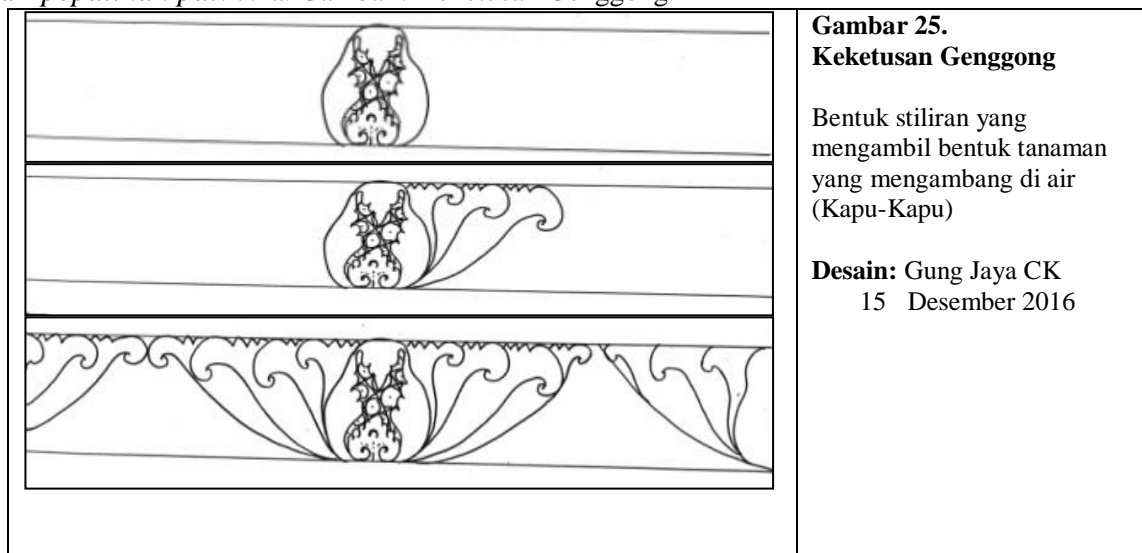 Gambar 25.
Keketusan Genggong
Bentuk stiliran yang
mengambil bentuk tanaman
yang mengambang di air
(Kapu-Kapu)
Desain: Gung Jaya CK
15 Desember 2016